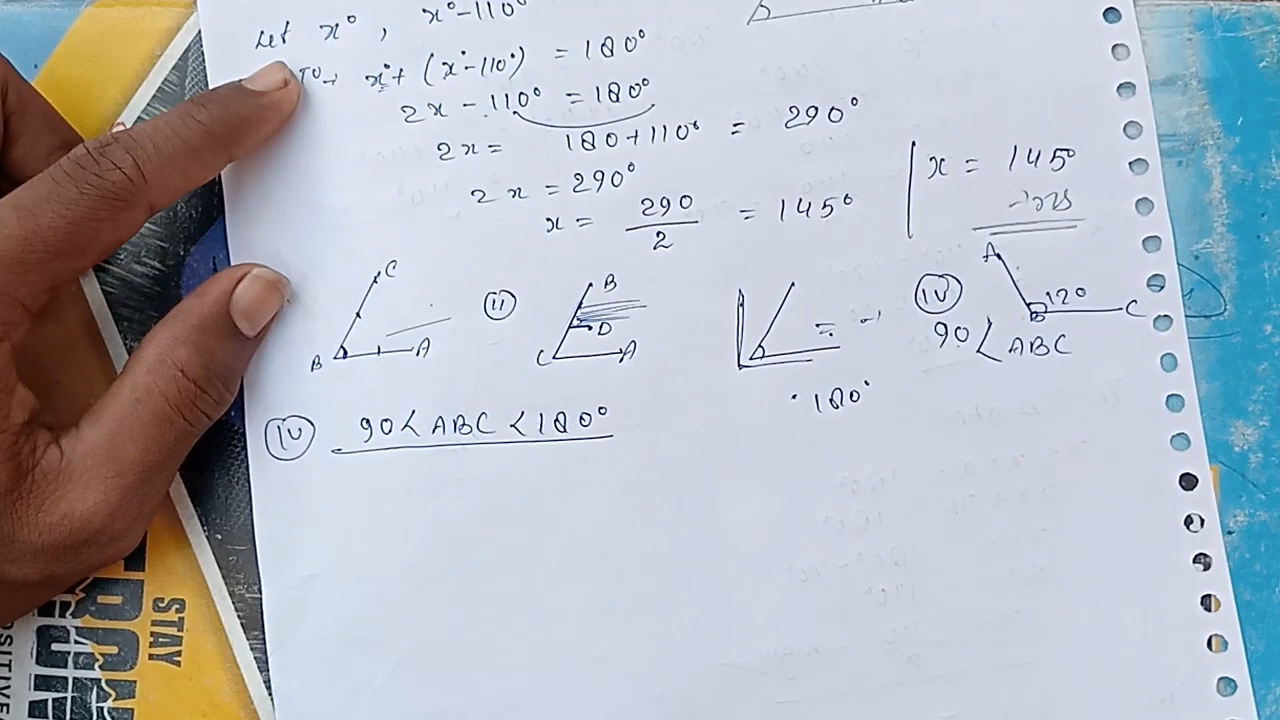 Let x°, x°-110°
x°+ (x°-110°) = 180°
2x - 110° = 180°
2x = 180+110° = 290°
2x = 290°
x = 290/2 = 145°
x = 145°
Ans
C
B A
(ii) B
D
C A
=
(iv) A
120
B C
90 < ABC
180°
(iv) 90 < ABC < 180°
STAY